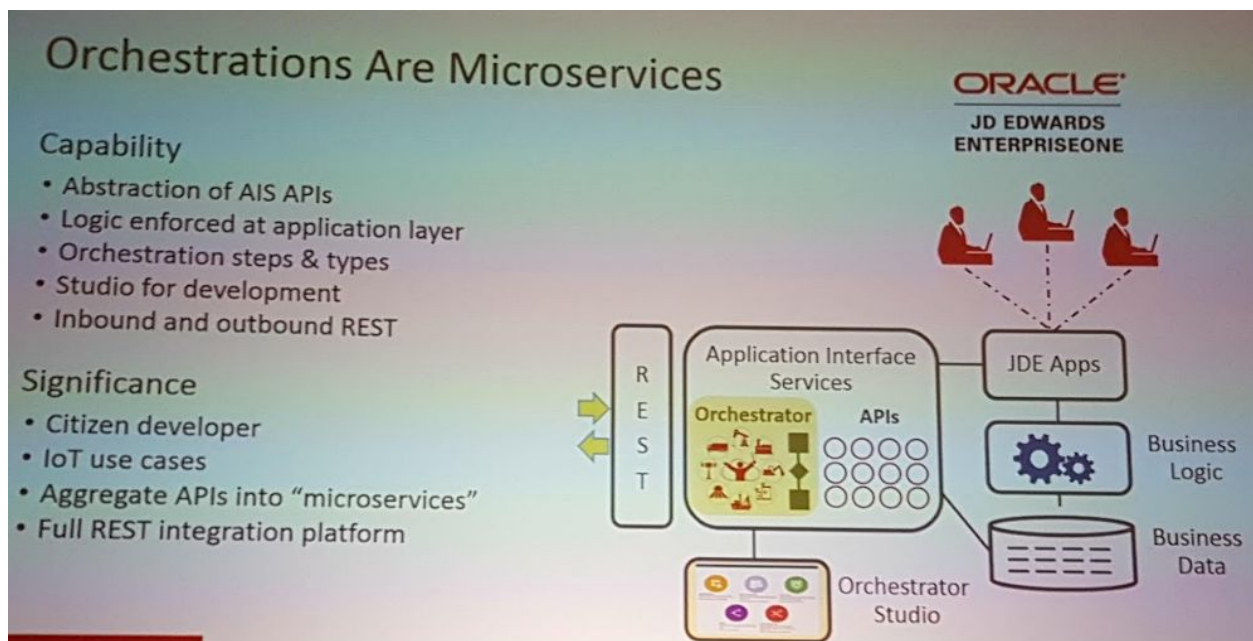 Orchestrations Are Microservices
ORACLE®
JD EDWARDS
ENTERPRISEONE
Capability
• Abstraction of AIS APIs
• Logic enforced at application layer
• Orchestration steps & types
• Studio for development
• Inbound and outbound REST
Significance
• Citizen developer
• IoT use cases
• Aggregate APIs into “microservices”
• Full REST integration platform
R
E
S
T
Application Interface
Services
Orchestrator
APIs
JDE Apps
Business
Logic
Business
Data
Orchestrator
Studio